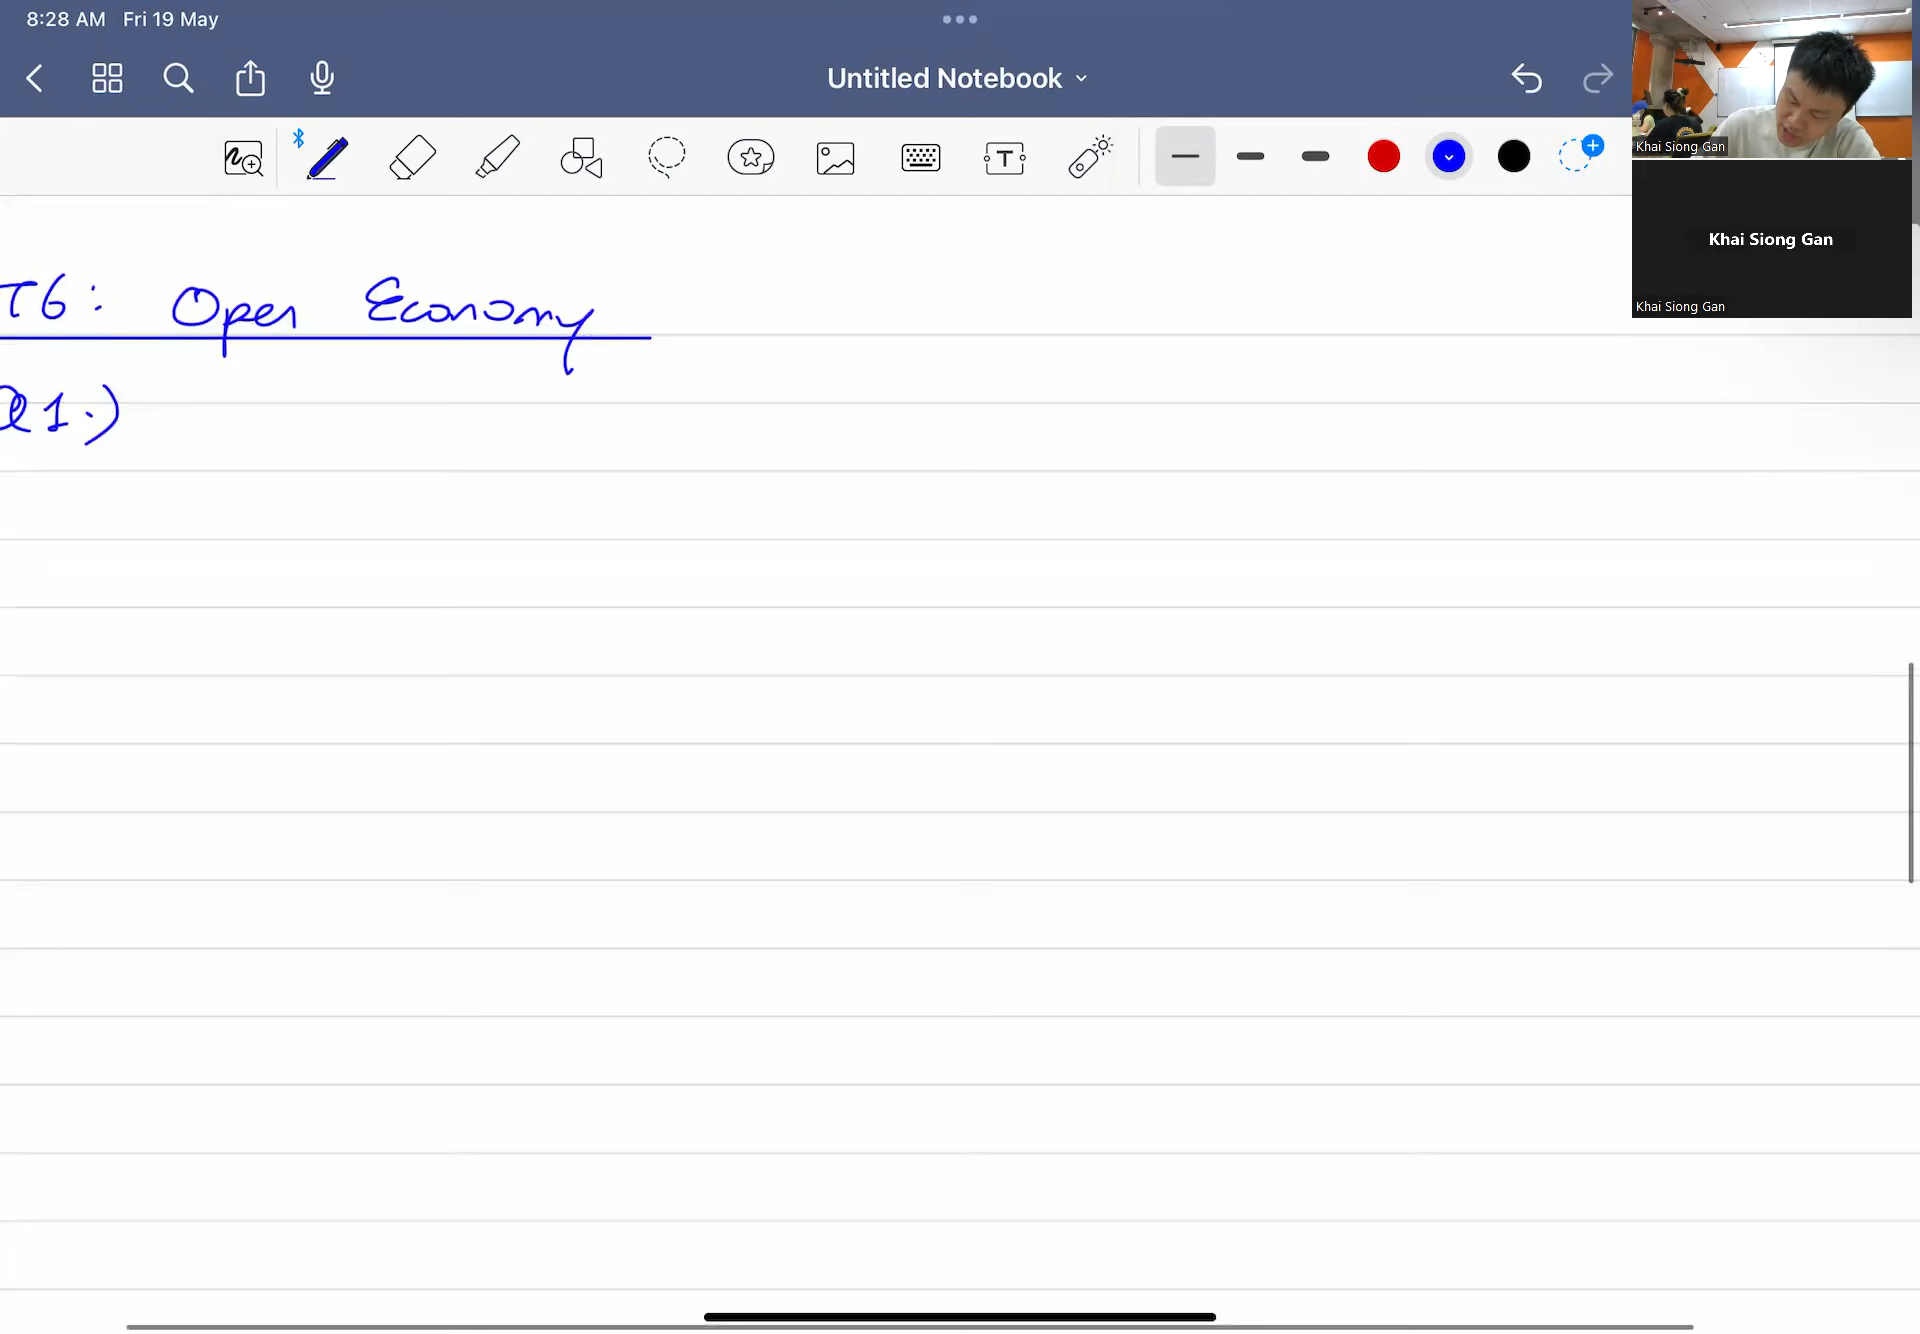 8:28 AM Fri 19 May
Untitled Notebook
T
Khai Siong Gan
Khai Siong Gan
Khai Siong Gan
T6: Open Economy
Q1.)